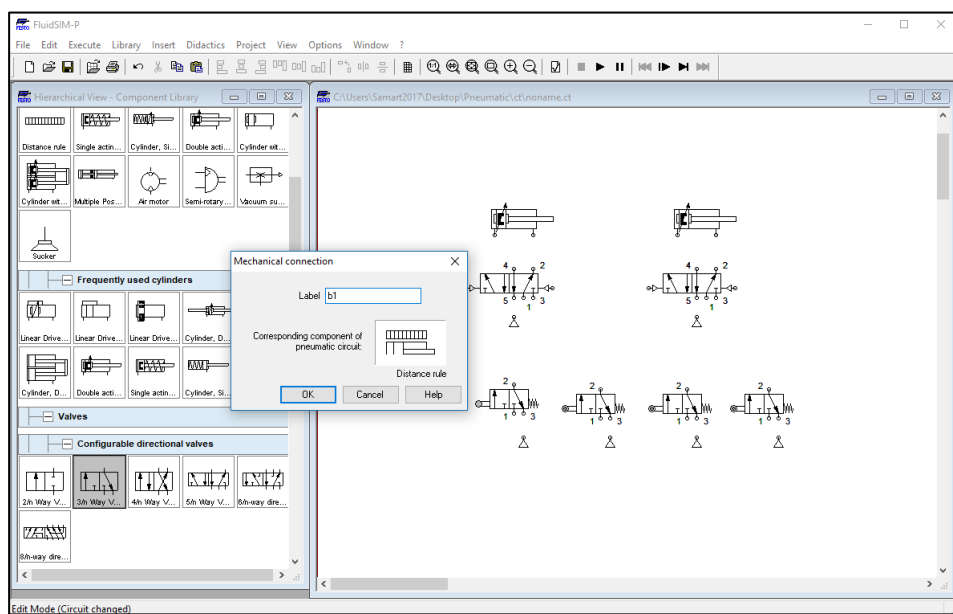 FESTO FluidSIM-P
File Edit Execute Library Insert Didactics Project View Options Window ?
FESTO Hierarchical View - Component Library
FESTO C:\Users\Samart2017\Desktop\Pneumatic\ct\noname.ct
Distance rule Single actin... Cylinder, Si... Double acti... Cylinder wit...
Cylinder wit... Multiple Pos... Air motor Semi-rotary... Vacuum su...
Sucker
Frequently used cylinders
Linear Drive... Linear Drive... Linear Drive... Cylinder, D...
Cylinder, D... Double acti... Single actin... Cylinder, Si...
Valves
Configurable directional valves
2/n Way V... 3/n Way V... 4/n Way V... 5/n Way V... 6/n-way dire...
8/n-way dire...
Mechanical connection
Label b1
Corresponding component of
pneumatic circuit:
Distance rule
OK Cancel Help
4 2 4 2
5 1 3 5 1 3
2 2 2 2
1 3 1 3 1 3 1 3
Edit Mode (Circuit changed)